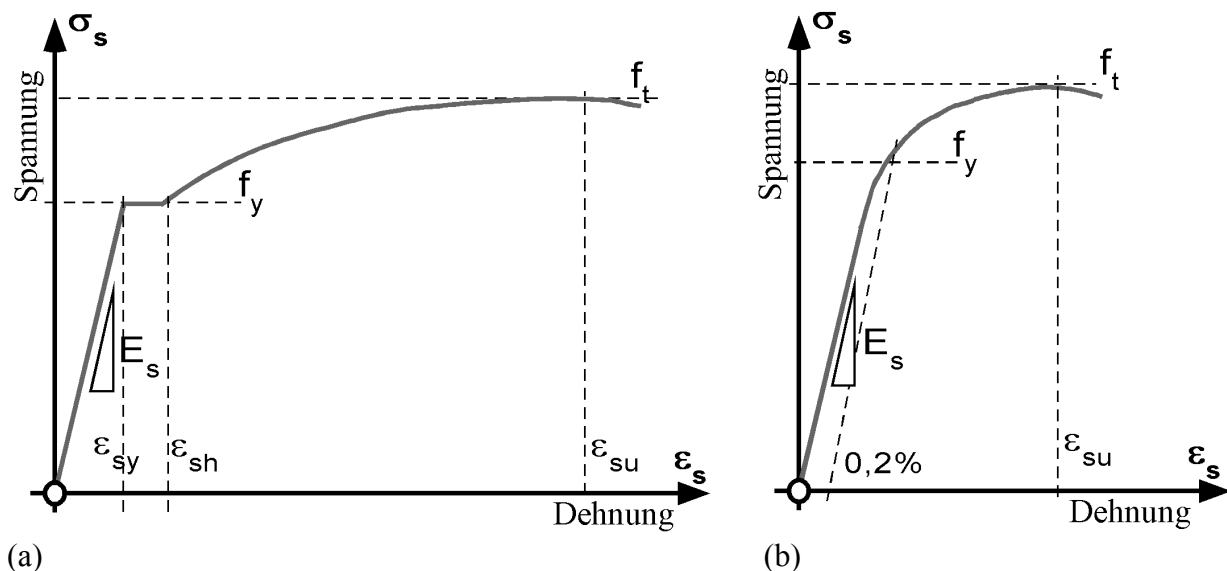 σs
Spannung
ft
fy
Es
εsy
εsh
εsu
εs
Dehnung
(a)
σs
Spannung
ft
fy
Es
0,2%
εsu
εs
Dehnung
(b)